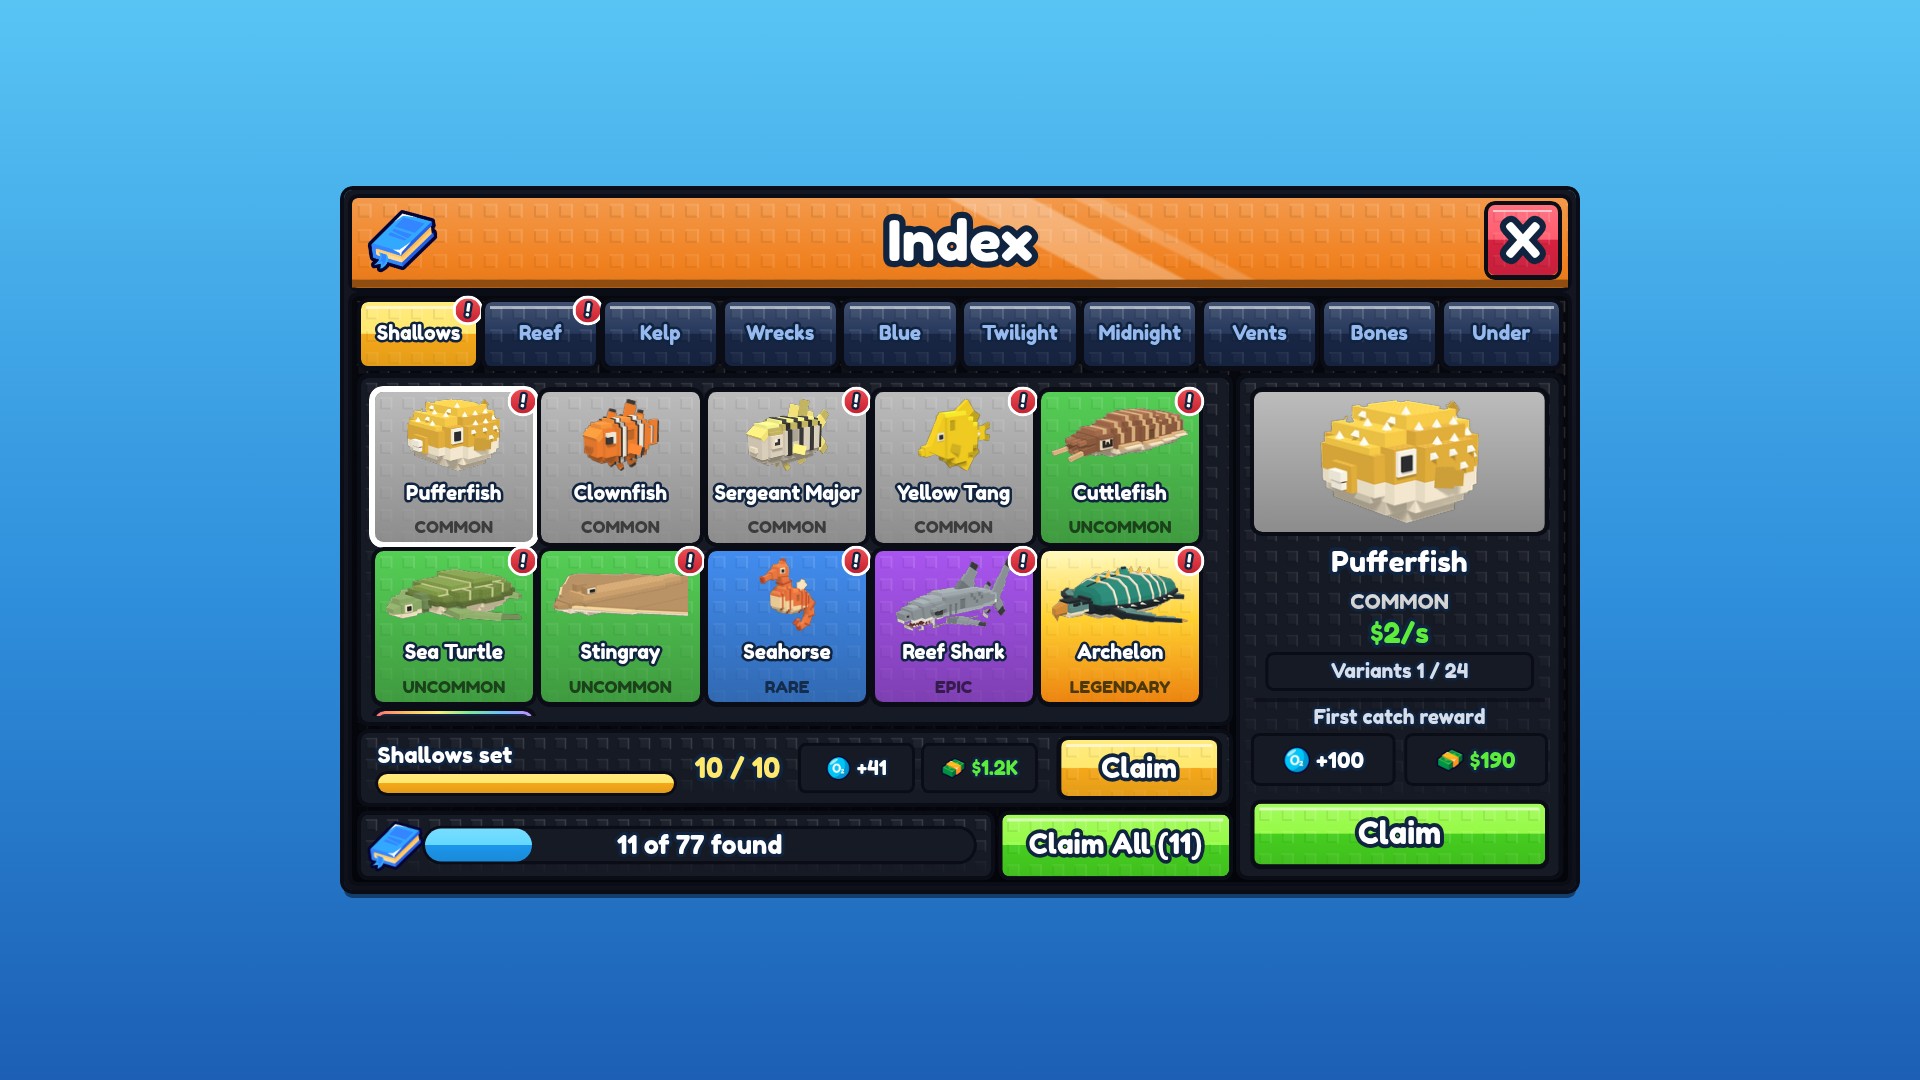 Index
Shallows
Reef
Kelp
Wrecks
Blue
Twilight
Midnight
Vents
Bones
Under
Pufferfish
COMMON
Clownfish
COMMON
Sergeant Major
COMMON
Yellow Tang
COMMON
Cuttlefish
UNCOMMON
Sea Turtle
UNCOMMON
Stingray
UNCOMMON
Seahorse
RARE
Reef Shark
EPIC
Archelon
LEGENDARY
Shallows set
10 / 10
O₂ +41
$1.2K
Claim
11 of 77 found
Claim All (11)
Pufferfish
COMMON
$2/s
Variants 1 / 24
First catch reward
O₂ +100
$190
Claim